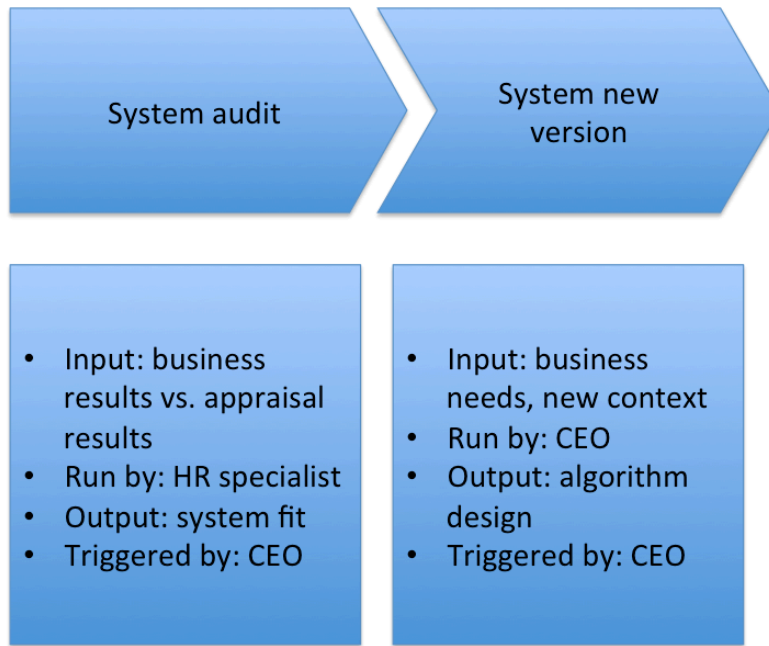 System audit
System new
version
• Input: business
results vs. appraisal
results
• Run by: HR specialist
• Output: system fit
• Triggered by: CEO
• Input: business
needs, new context
• Run by: CEO
• Output: algorithm
design
• Triggered by: CEO